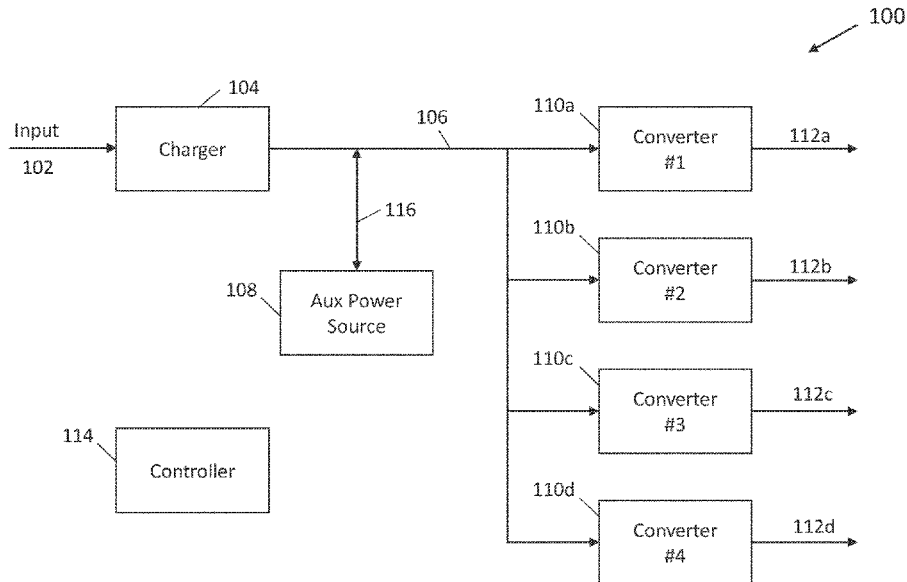 100
104
Input
102
Charger
106
116
110a
Converter
#1
112a
110b
Converter
#2
112b
108
Aux Power
Source
110c
Converter
#3
112c
114
Controller
110d
Converter
#4
112d